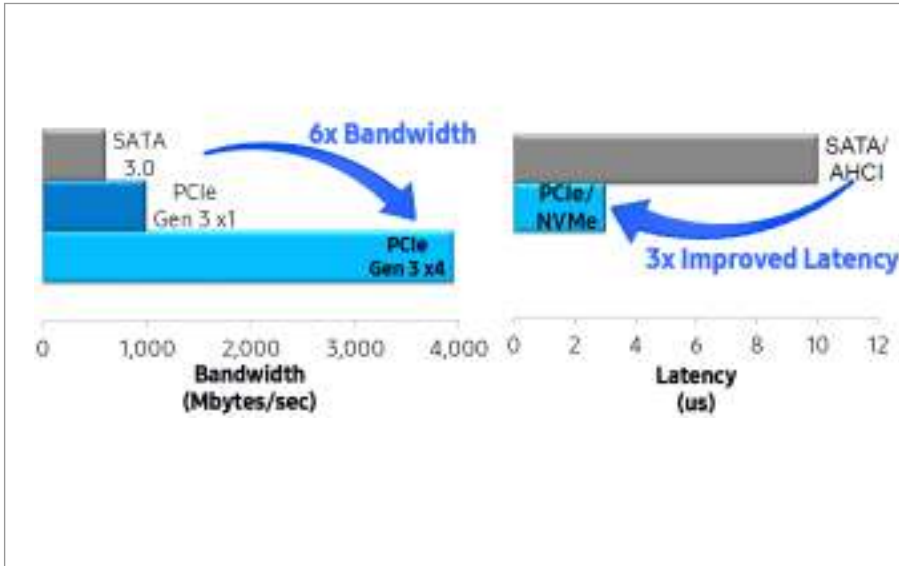 6x Bandwidth
SATA
3.0
PCIe
Gen 3 x1
PCIe
Gen 3 x4
0
1,000
2,000
3,000
4,000
Bandwidth
(Mbytes/sec)
SATA/
AHCI
PCIe/
NVMe
3x Improved Latency
0
2
4
6
8
10
12
Latency
(us)